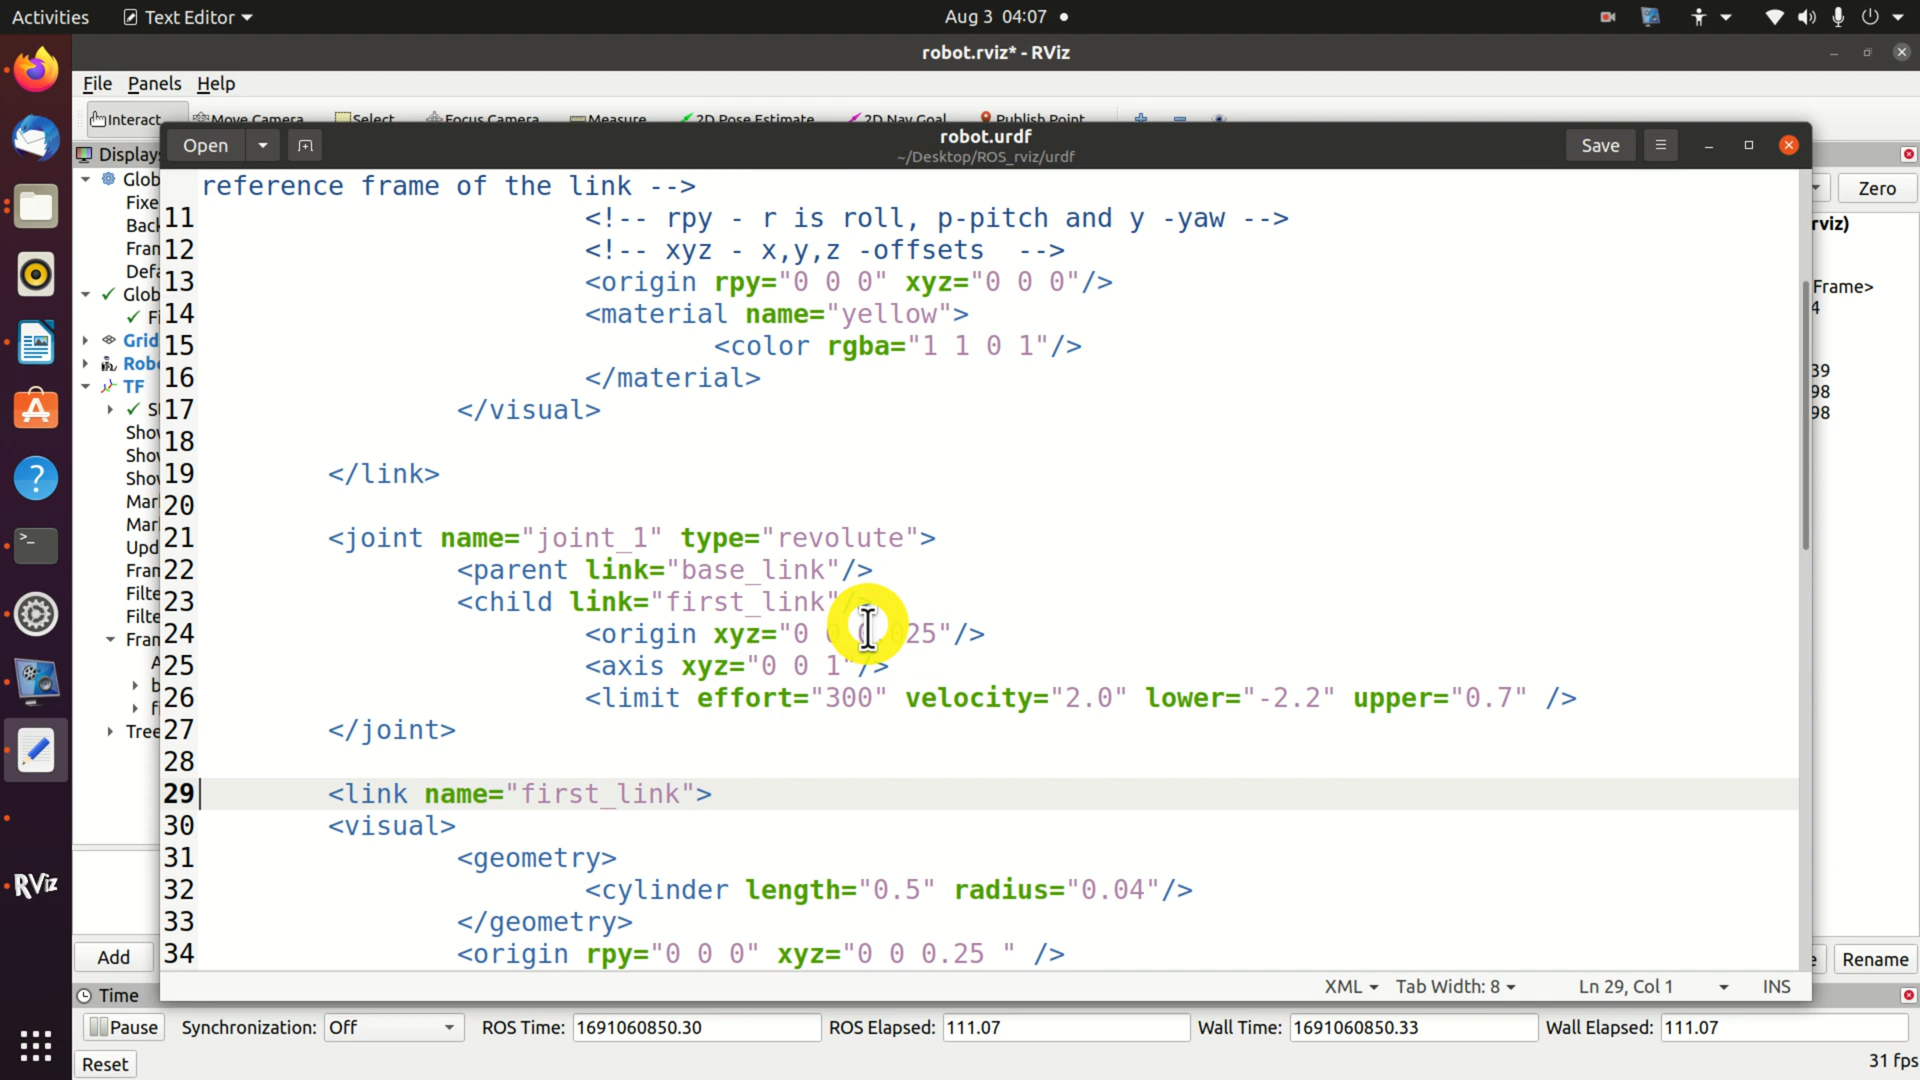 Activities
Text Editor
Aug 3 04:07
robot.rviz* - RViz
File Panels Help
Interact Move Camera Select Focus Camera Measure 2D Pose Estimate 2D Nav Goal Publish Point
Open
robot.urdf
~/Desktop/ROS_rviz/urdf
Save
Displays
Zero
TF
Grid
reference frame of the link -->
11 <!-- rpy - r is roll, p-pitch and y -yaw -->
12 <!-- xyz - x,y,z -offsets -->
13 <origin rpy="0 0 0" xyz="0 0 0"/>
14 <material name="yellow">
15 <color rgba="1 1 0 1"/>
16 </material>
17 </visual>
18
19 </link>
20
21 <joint name="joint_1" type="revolute">
22 <parent link="base_link"/>
23 <child link="first_link"/>
24 <origin xyz="0 0 0.025"/>
25 <axis xyz="0 0 1"/>
26 <limit effort="300" velocity="2.0" lower="-2.2" upper="0.7" />
27 </joint>
28
29 <link name="first_link">
30 <visual>
31 <geometry>
32 <cylinder length="0.5" radius="0.04"/>
33 </geometry>
34 <origin rpy="0 0 0" xyz="0 0 0.25 " />
Frame>
RViz
Add
Rename
XML Tab Width: 8 Ln 29, Col 1 INS
Time
Pause Synchronization: Off ROS Time: 1691060850.30 ROS Elapsed: 111.07 Wall Time: 1691060850.33 Wall Elapsed: 111.07
Reset
31 fps